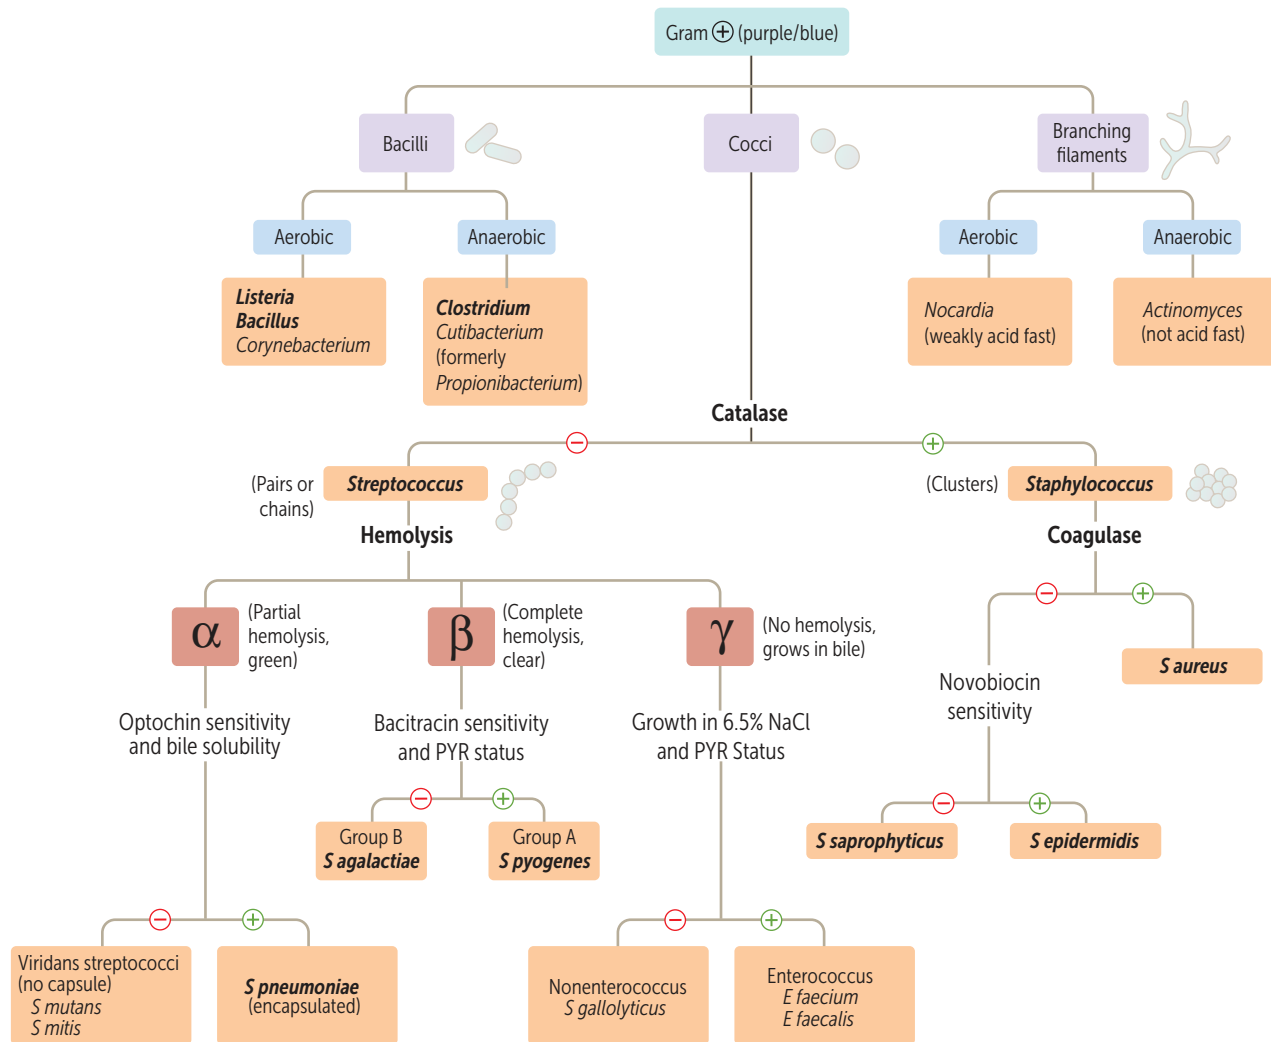 Gram ⊕ (purple/blue)
Bacilli
Cocci
Branching
filaments
Aerobic
Anaerobic
Aerobic
Anaerobic
Listeria
Bacillus
Corynebacterium
Clostridium
Cutibacterium
(formerly
Propionibacterium)
Nocardia
(weakly acid fast)
Actinomyces
(not acid fast)
Catalase
⊖
⊕
(Pairs or
chains)
Streptococcus
(Clusters)
Staphylococcus
Hemolysis
Coagulase
⊖
⊕
α
(Partial
hemolysis,
green)
β
(Complete
hemolysis,
clear)
γ
(No hemolysis,
grows in bile)
S aureus
Novobiocin
sensitivity
Optochin sensitivity
and bile solubility
Bacitracin sensitivity
and PYR status
Growth in 6.5% NaCl
and PYR Status
⊖
⊕
⊖
⊕
Group B
S agalactiae
Group A
S pyogenes
S saprophyticus
S epidermidis
⊖
⊕
⊖
⊕
Viridans streptococci
(no capsule)
S mutans
S mitis
S pneumoniae
(encapsulated)
Nonenterococcus
S gallolyticus
Enterococcus
E faecium
E faecalis